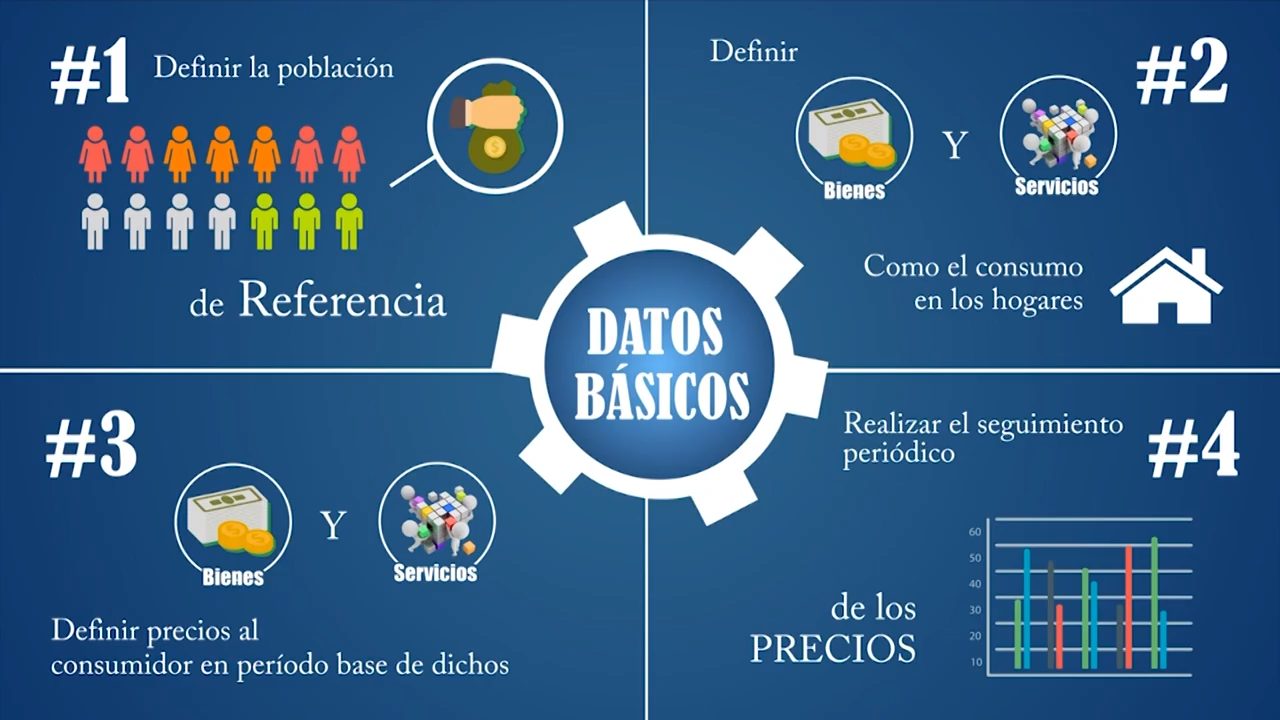 #1
Definir la población
de Referencia
Definir
#2
Bienes
Y
Servicios
Como el consumo
en los hogares
DATOS
BÁSICOS
#3
Bienes
Y
Servicios
Definir precios al
consumidor en período base de dichos
Realizar el seguimiento
periódico
#4
de los
PRECIOS
60
50
40
30
20
10